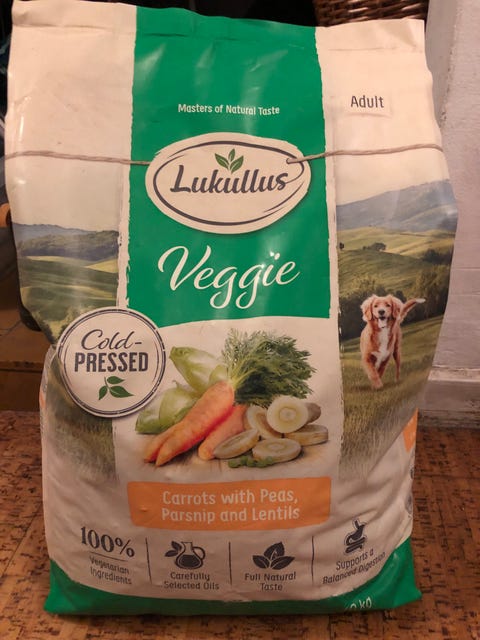 Masters of Natural Taste
Adult
Lukullus
Veggie
Cold-
PRESSED
Carrots with Peas,
Parsnip and Lentils
100%
Vegetarian
Ingredients
Carefully
Selected Oils
Full Natural
Taste
Supports a
Balanced Digestion